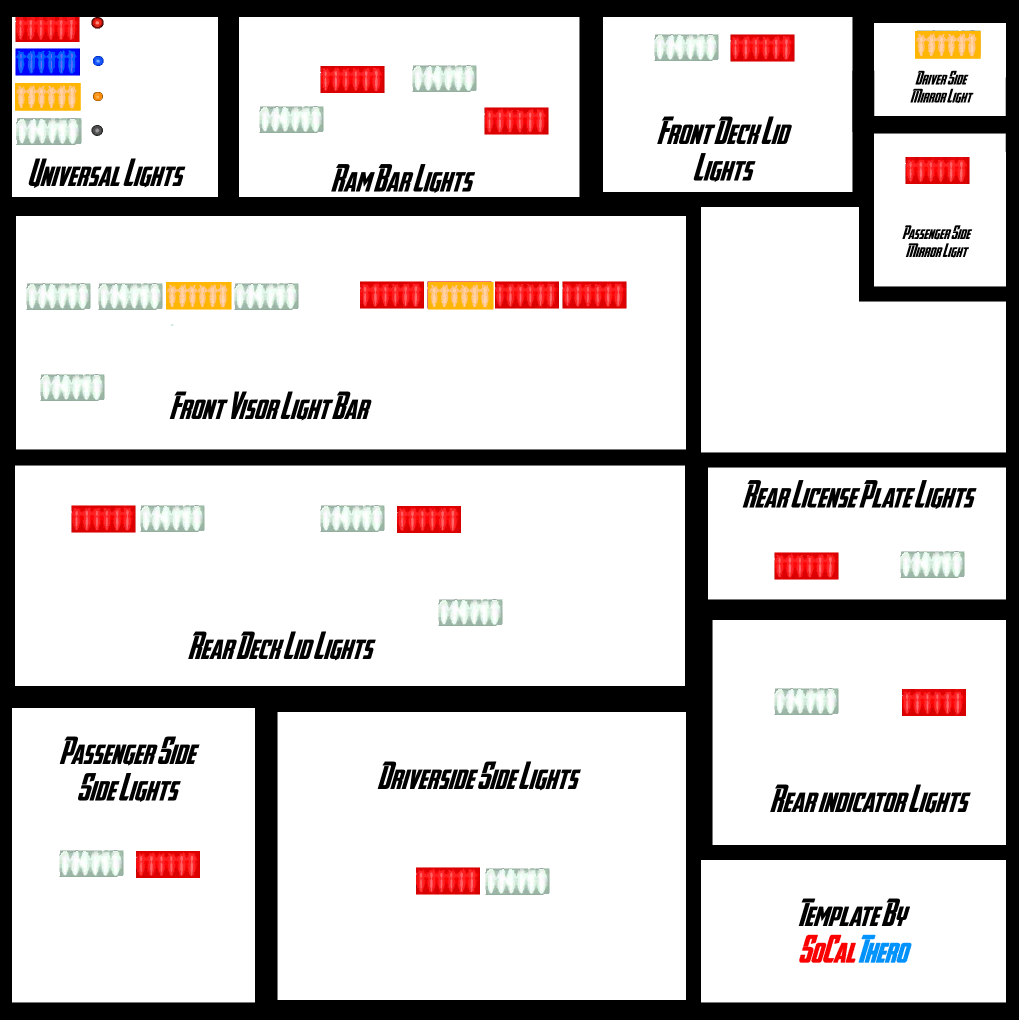 Universal Lights
Ram Bar Lights
Front Deck Lid
Lights
Driver Side
Mirror Light
Passenger Side
Mirror Light
Front Visor Light Bar
Rear Deck Lid Lights
Rear License Plate Lights
Rear indicator Lights
Passenger Side
Side Lights
Driverside Side Lights
Template By
SoCal Thero